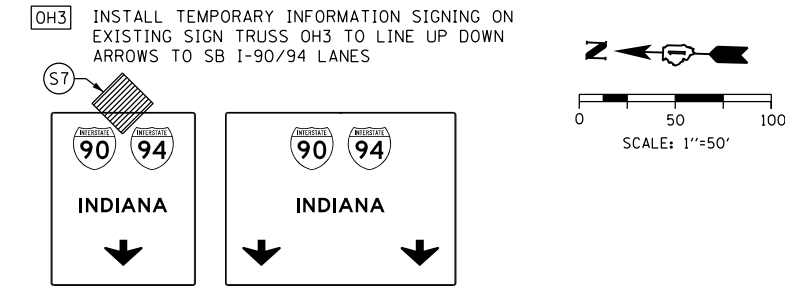 OH3 INSTALL TEMPORARY INFORMATION SIGNING ON
EXISTING SIGN TRUSS OH3 TO LINE UP DOWN
ARROWS TO SB I-90/94 LANES
S7
INTERSTATE 90 INTERSTATE 94
INDIANA
INTERSTATE 90 INTERSTATE 94
INDIANA
N
0 50 100
SCALE: 1''=50'